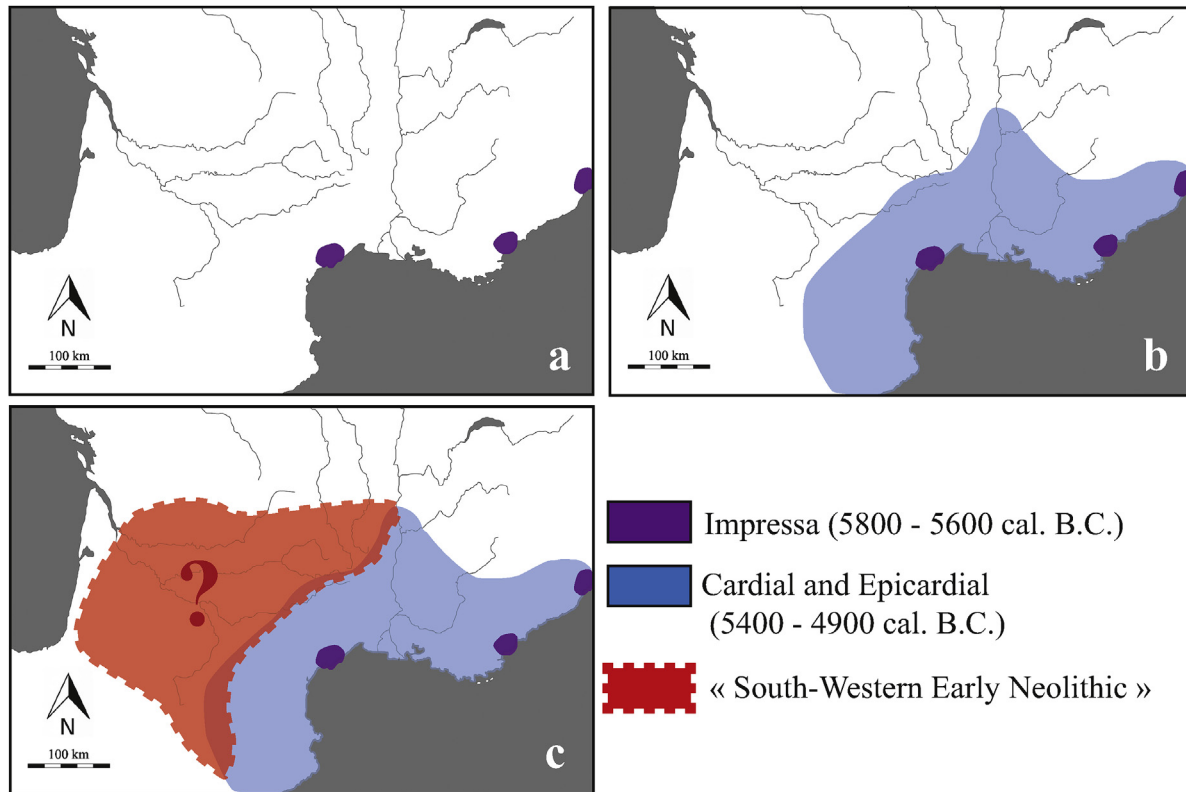 N
100 km
a
N
100 km
b
?
N
100 km
c
Impressa (5800 - 5600 cal. B.C.)
Cardial and Epicardial
(5400 - 4900 cal. B.C.)
« South-Western Early Neolithic »